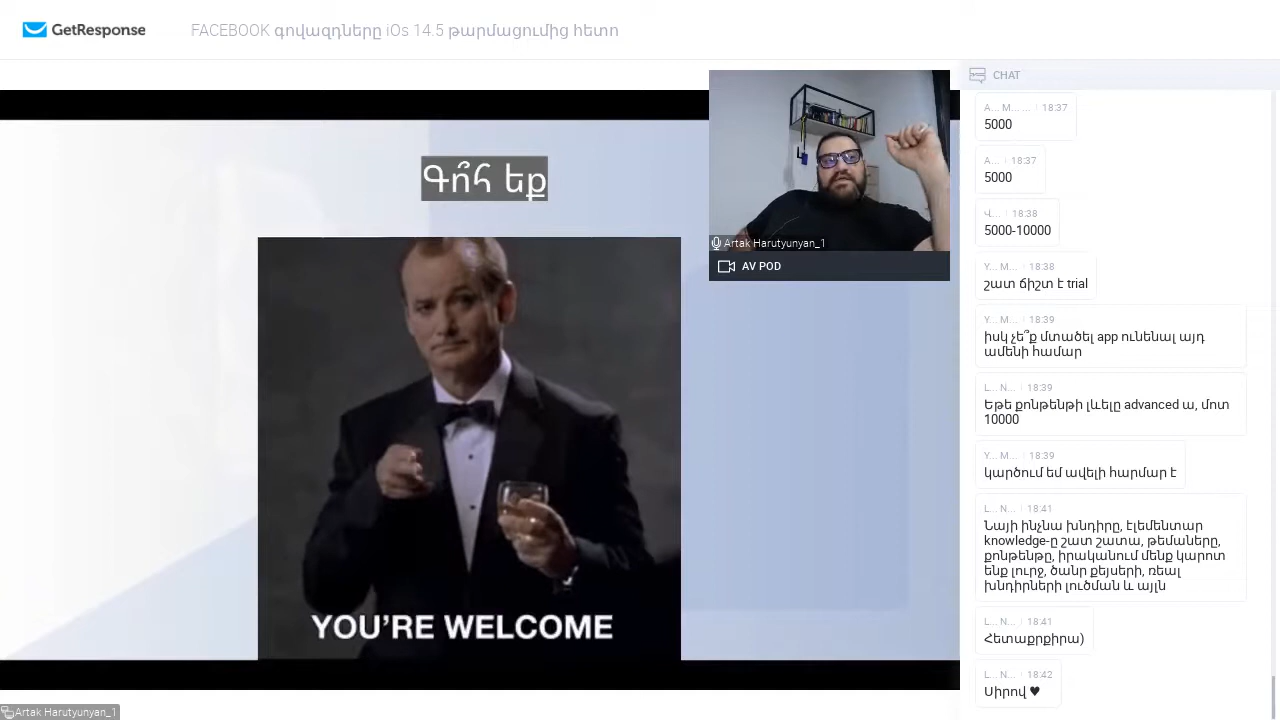 GetResponse
FACEBOOK գովազդները iOs 14.5 թարմացումից հետո
Գո՞հ եք
YOU'RE WELCOME
Artak Harutyunyan_1
AV POD
Artak Harutyunyan_1
CHAT
A... M... ... 18:37
5000
A... 18:37
5000
Վ... 18:38
5000-10000
Y... M... 18:38
շատ ճիշտ է trial
Y... M... 18:39
իսկ չե՞ք մտածել app ունենալ այդ
ամենի համար
L... N... 18:39
Եթե քոնթենթի լևելը advanced ա, մոտ
10000
Y... M... 18:39
կարծում եմ ավելի հարմար է
L... N... 18:41
Նայի ինչնա խնդիրը, էլեմենտար
knowledge-ը շատ շատա, թեմաները,
քոնթենթը, իրականում մենք կարոտ
ենք լուրջ, ծանր քեյսերի, ռեալ
խնդիրների լուծման և այլն
L... N... 18:41
Հետաքրքիրա)
L... N... 18:42
Սիրով ♥